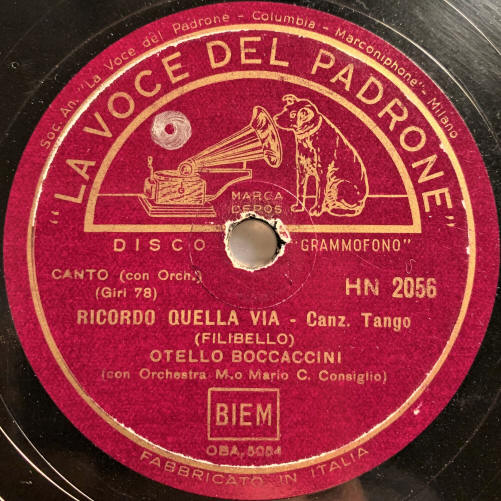 Soc. An. "La Voce del Padrone - Columbia - Marconiphone" - Milano
"LA VOCE DEL PADRONE"
MARCA
DEPOS.
DISCO "GRAMMOFONO"
CANTO (con Orch.)
(Giri 78)
HN 2056
RICORDO QUELLA VIA - Canz. Tango
(FILIBELLO)
OTELLO BOCCACCINI
(con Orchestra M.o Mario C. Consiglio)
BIEM
OBA. 5054
FABBRICATO IN ITALIA